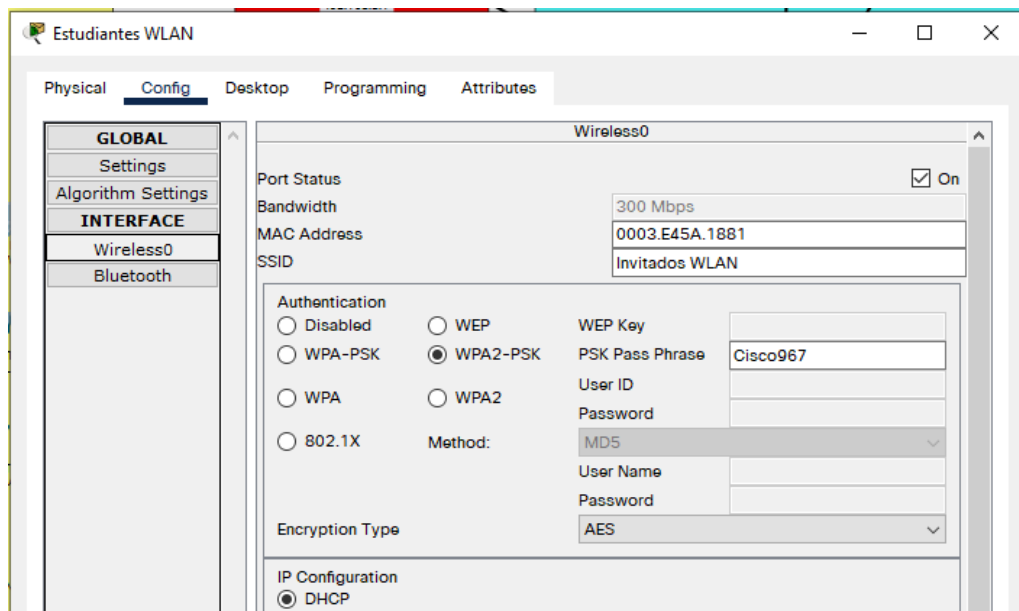 Estudiantes WLAN
Physical Config Desktop Programming Attributes
GLOBAL
Settings
Algorithm Settings
INTERFACE
Wireless0
Bluetooth
Wireless0
Port Status On
Bandwidth 300 Mbps
MAC Address 0003.E45A.1881
SSID Invitados WLAN
Authentication
Disabled WEP WEP Key
WPA-PSK WPA2-PSK PSK Pass Phrase Cisco967
User ID
WPA WPA2
Password
802.1X Method: MD5
User Name
Password
Encryption Type AES
IP Configuration
DHCP